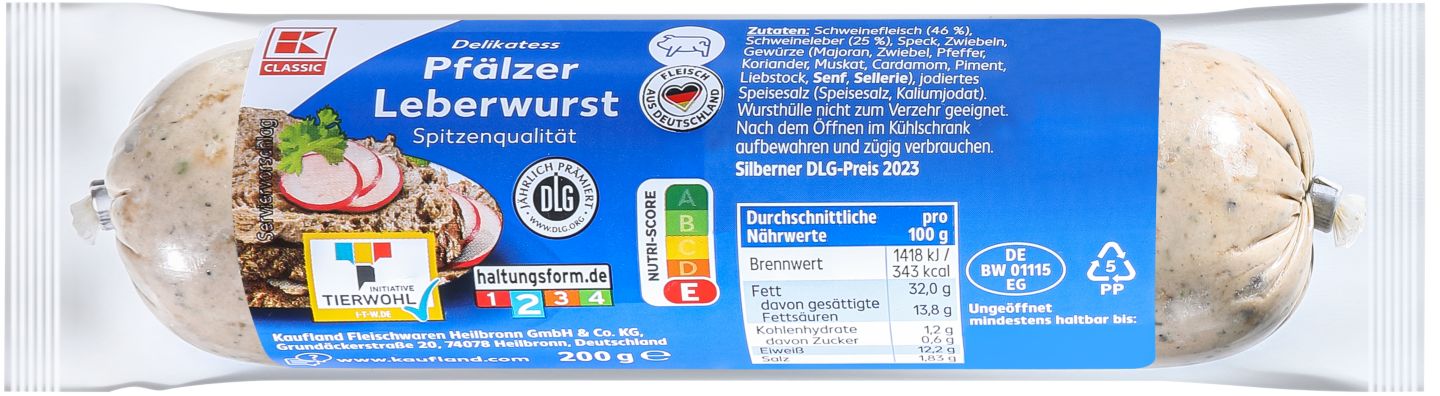 K
CLASSIC
Delikatess
Pfälzer
Leberwurst
Spitzenqualität
FLEISCH
AUS DEUTSCHLAND
JÄHRLICH PRÄMIERT
DLG
WWW.DLG.ORG
Serviervorschlag
INITIATIVE
TIERWOHL
I-T-W.DE
haltungsform.de
1 2 3 4
NUTRI-SCORE
A
B
C
D
E
Kaufland Fleischwaren Heilbronn GmbH & Co. KG,
Grundäckerstraße 20, 74078 Heilbronn, Deutschland
www.kaufland.com 200 g e
Zutaten: Schweinefleisch (46 %),
Schweineleber (25 %), Speck, Zwiebeln,
Gewürze (Majoran, Zwiebel, Pfeffer,
Koriander, Muskat, Cardamom, Piment,
Liebstock, Senf, Sellerie), jodiertes
Speisesalz (Speisesalz, Kaliumjodat).
Wursthülle nicht zum Verzehr geeignet.
Nach dem Öffnen im Kühlschrank
aufbewahren und zügig verbrauchen.
Silberner DLG-Preis 2023
Durchschnittliche pro
Nährwerte 100 g
Brennwert 1418 kJ /
343 kcal
Fett 32,0 g
davon gesättigte
Fettsäuren 13,8 g
Kohlenhydrate 1,2 g
davon Zucker 0,6 g
Eiweiß 12,2 g
Salz 1,83 g
DE
BW 01115
EG
5
PP
Ungeöffnet
mindestens haltbar bis: